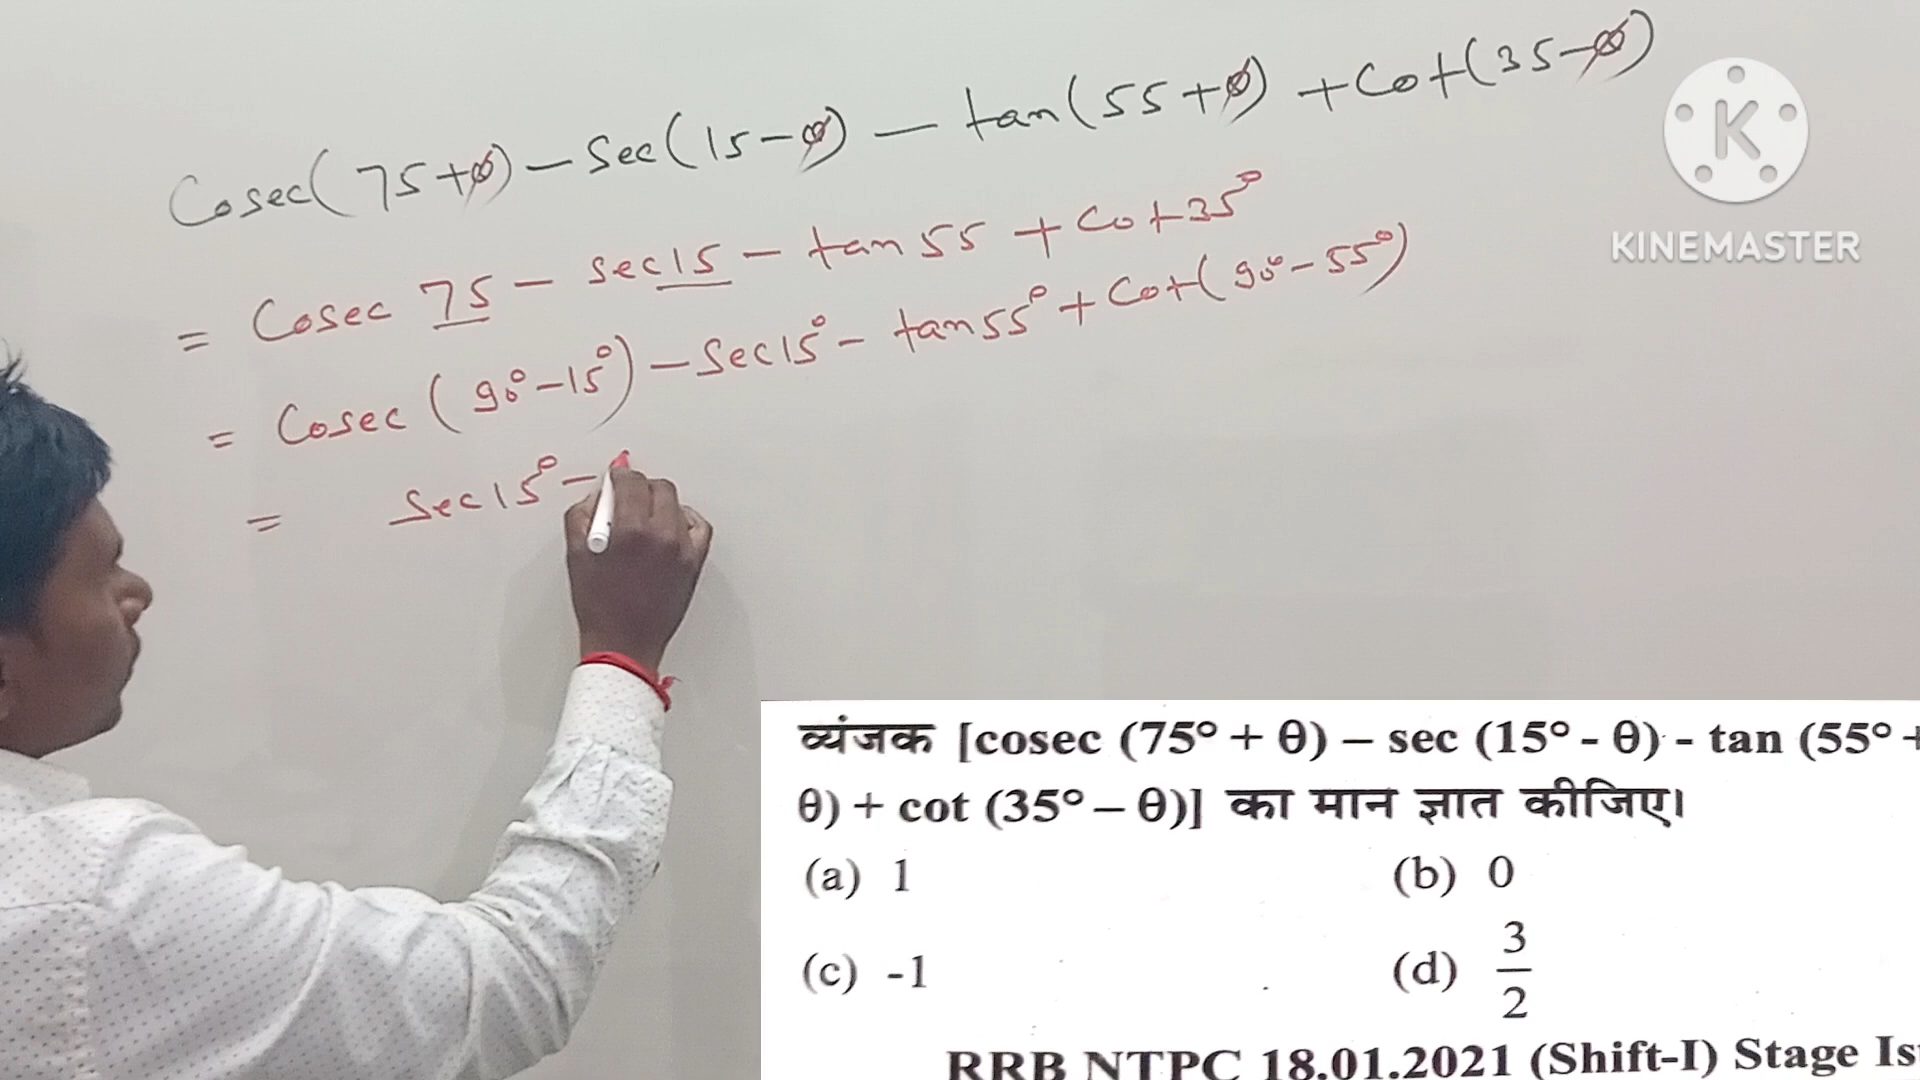 Cosec(75+θ) - Sec(15-θ) - tan(55+θ) + Cot(35-θ)
= Cosec 75 - sec15 - tan 55 + Cot35°
= Cosec (90°-15°) - Sec15° - tan55° + Cot(90°-55°)
= Sec15° -
KINEMASTER
व्यंजक [cosec (75° + θ) – sec (15° - θ) - tan (55° +
θ) + cot (35° – θ)] का मान ज्ञात कीजिए।
(a) 1 (b) 0
(c) -1 (d) 3/2
RRB NTPC 18.01.2021 (Shift-I) Stage